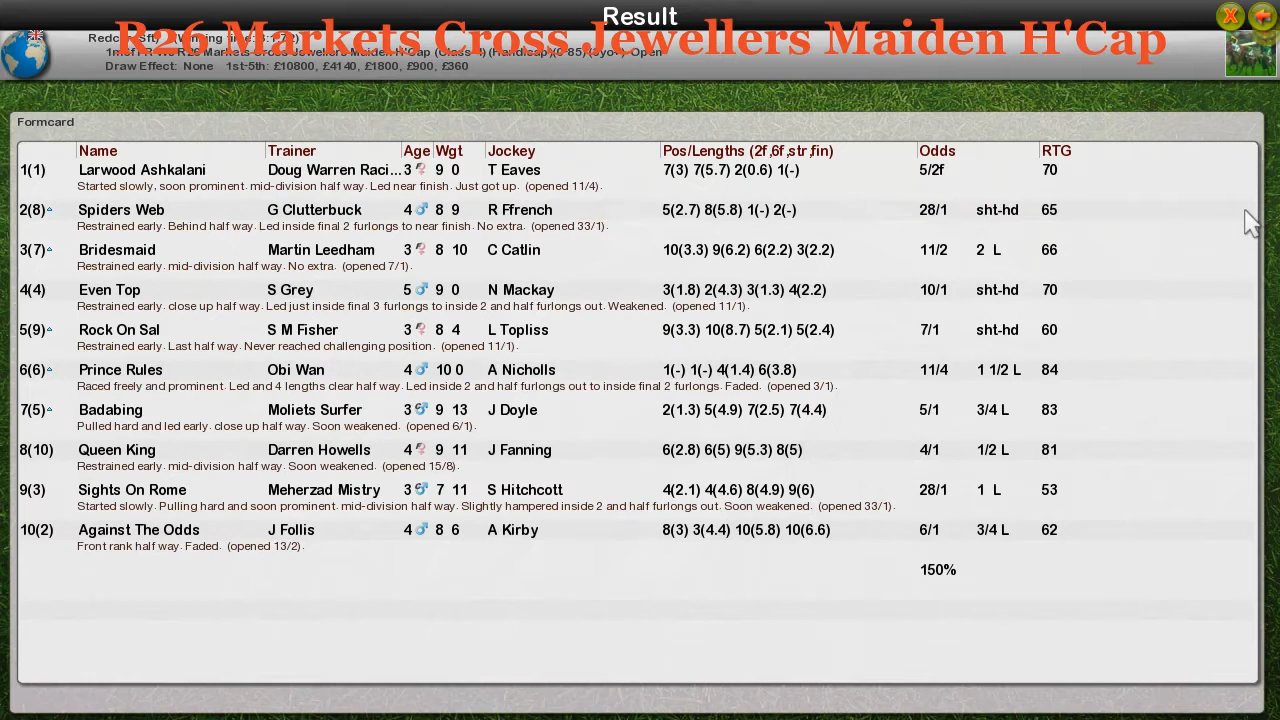 Result
R26 Markets Cross Jewellers Maiden H'Cap
Draw Effect: None 1st-5th: £10800, £4140, £1800, £900, £360
Formcard
Name Trainer Age Wgt Jockey Pos/Lengths (2f,6f,str,fin) Odds RTG
1(1) Larwood Ashkalani Doug Warren Raci... 3 9 0 T Eaves 7(3) 7(5.7) 2(0.6) 1(-) 5/2f 70
Started slowly, soon prominent. mid-division half way. Led near finish. Just got up. (opened 11/4).
2(8) Spiders Web G Clutterbuck 4 8 9 R Ffrench 5(2.7) 8(5.8) 1(-) 2(-) 28/1 sht-hd 65
Restrained early. Behind half way. Led inside final 2 furlongs to near finish. No extra. (opened 33/1).
3(7) Bridesmaid Martin Leedham 3 8 10 C Catlin 10(3.3) 9(6.2) 6(2.2) 3(2.2) 11/2 2 L 66
Restrained early. mid-division half way. No extra. (opened 7/1).
4(4) Even Top S Grey 5 9 0 N Mackay 3(1.8) 2(4.3) 3(1.3) 4(2.2) 10/1 sht-hd 70
Restrained early. close up half way. Led just inside final 3 furlongs to inside 2 and half furlongs out. Weakened. (opened 11/1).
5(9) Rock On Sal S M Fisher 3 8 4 L Topliss 9(3.3) 10(8.7) 5(2.1) 5(2.4) 7/1 sht-hd 60
Restrained early. Last half way. Never reached challenging position. (opened 11/1).
6(6) Prince Rules Obi Wan 4 10 0 A Nicholls 1(-) 1(-) 4(1.4) 6(3.8) 11/4 1 1/2 L 84
Raced freely and prominent. Led and 4 lengths clear half way. Led inside 2 and half furlongs out to inside final 2 furlongs. Faded. (opened 3/1).
7(5) Badabing Moliets Surfer 3 9 13 J Doyle 2(1.3) 5(4.9) 7(2.5) 7(4.4) 5/1 3/4 L 83
Pulled hard and led early. close up half way. Soon weakened. (opened 6/1).
8(10) Queen King Darren Howells 4 9 11 J Fanning 6(2.8) 6(5) 9(5.3) 8(5) 4/1 1/2 L 81
Restrained early. mid-division half way. Soon weakened. (opened 15/8).
9(3) Sights On Rome Meherzad Mistry 3 7 11 S Hitchcott 4(2.1) 4(4.6) 8(4.9) 9(6) 28/1 1 L 53
Started slowly. Pulling hard and soon prominent. mid-division half way. Slightly hampered inside 2 and half furlongs out. Soon weakened. (opened 33/1).
10(2) Against The Odds J Follis 4 8 6 A Kirby 8(3) 3(4.4) 10(5.8) 10(6.6) 6/1 3/4 L 62
Front rank half way. Faded. (opened 13/2).
150%